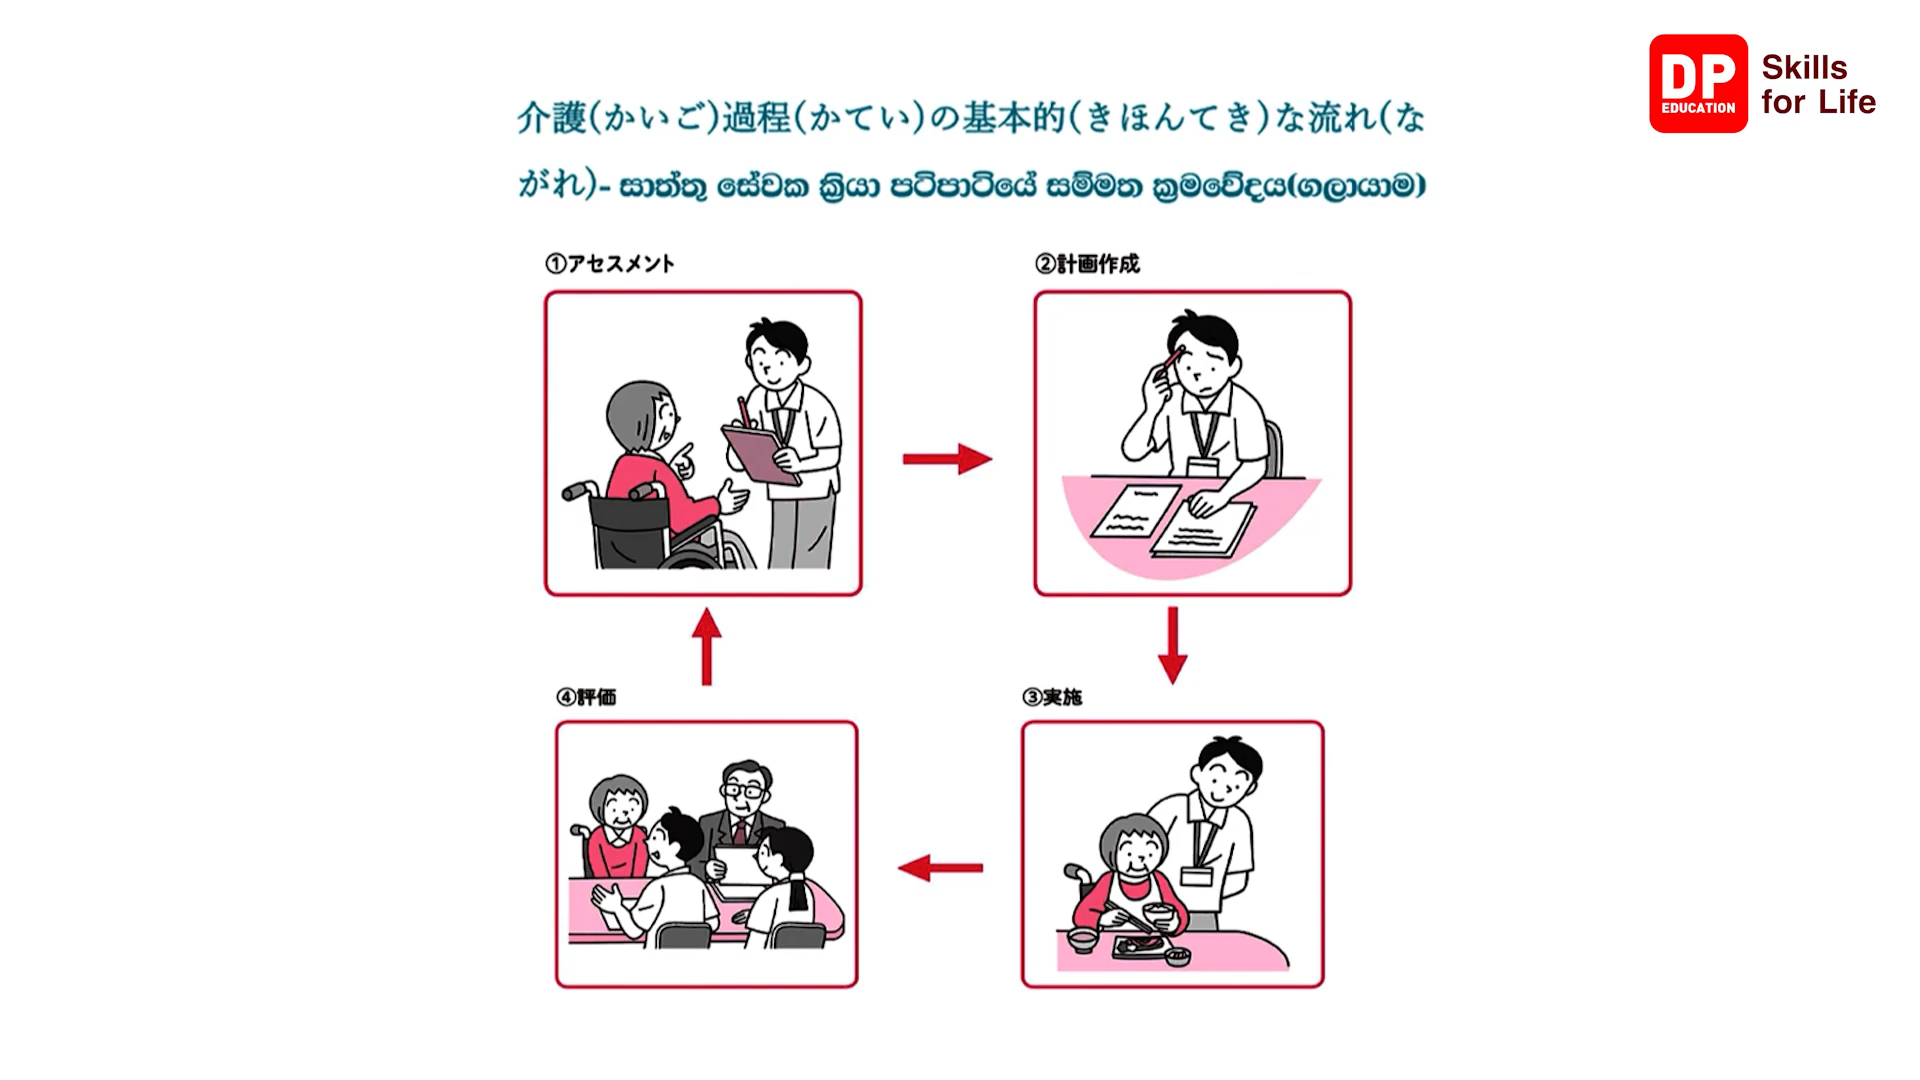 DP
EDUCATION
Skills
for Life
介護(かいご)過程(かてい)の基本的(きほんてき)な流れ(な
がれ)- සාත්තු සේවක ක්‍රියා පටිපාටියේ සම්මත ක්‍රමවේදය(ගලායාම)
①アセスメント
②計画作成
④評価
③実施